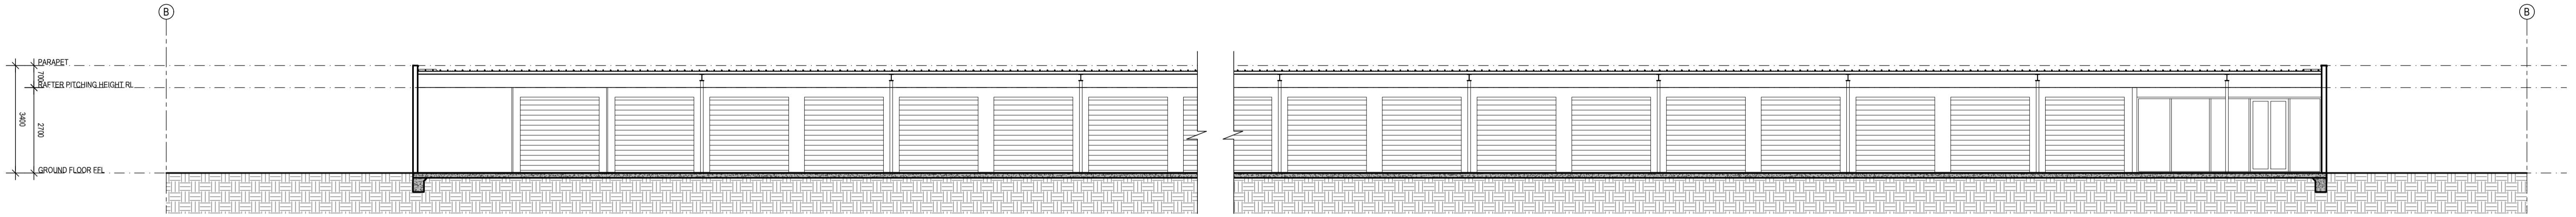 B
B
PARAPET
700
RAFTER PITCHING HEIGHT RL
3400
2700
GROUND FLOOR FFL